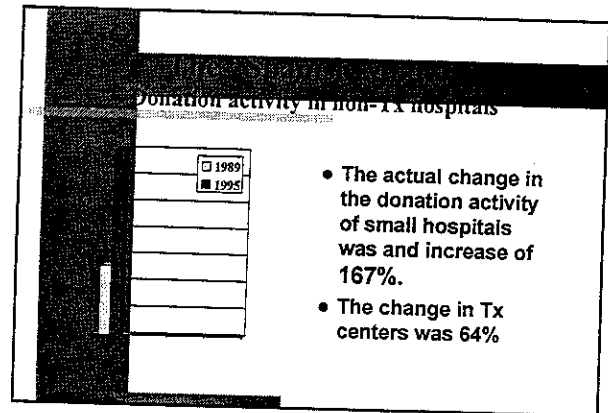 Donation activity in non-Tx hospitals
1989
1995
• The actual change in
the donation activity
of small hospitals
was and increase of
167%.
• The change in Tx
centers was 64%